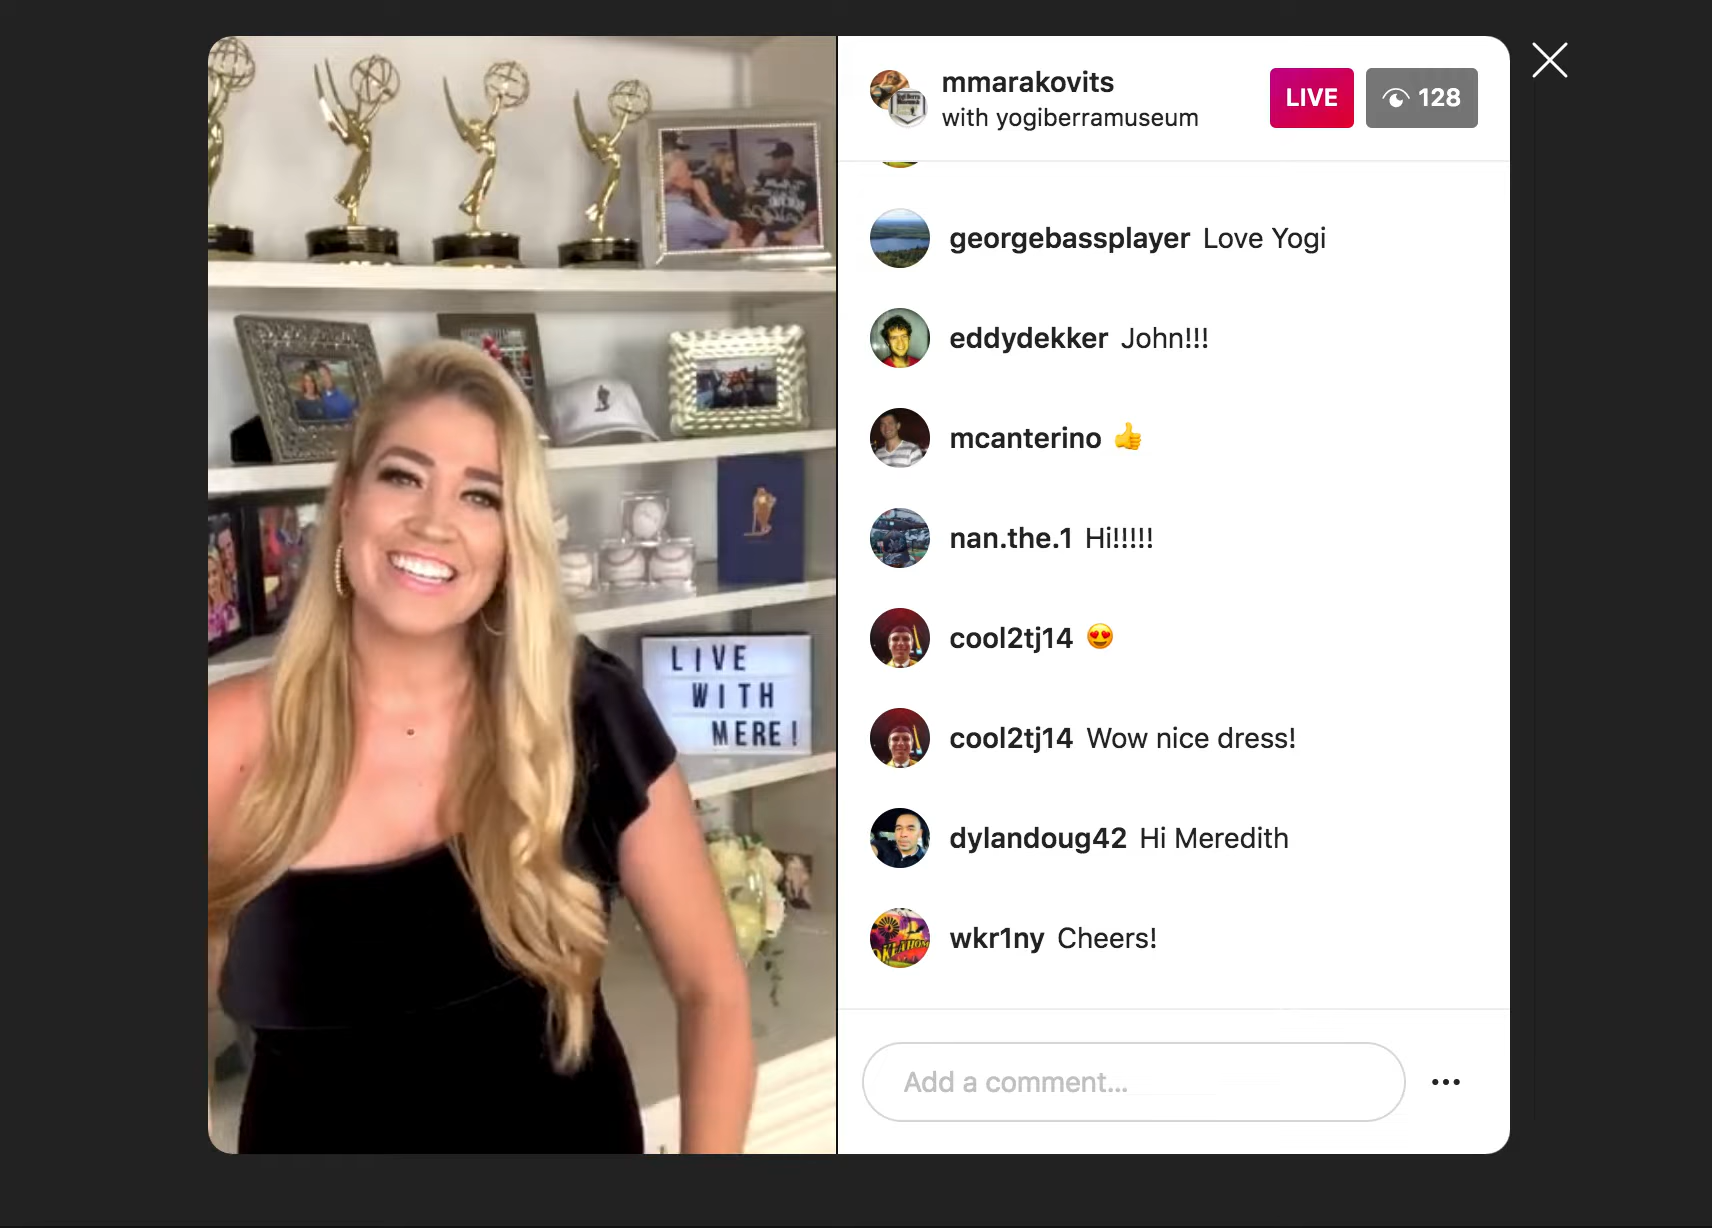 LIVE
WITH
MERE!
mmarakovits
with yogiberramuseum
LIVE
128
georgebassplayer Love Yogi
eddydekker John!!!
mcanterino 👍
nan.the.1 Hi!!!!!
cool2tj14 😍
cool2tj14 Wow nice dress!
dylandoug42 Hi Meredith
wkr1ny Cheers!
Add a comment...